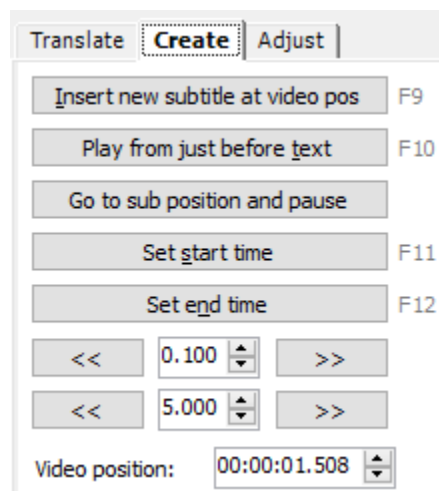 Translate Create Adjust
Insert new subtitle at video pos F9
Play from just before text F10
Go to sub position and pause
Set start time F11
Set end time F12
<< 0.100 >>
<< 5.000 >>
Video position: 00:00:01.508